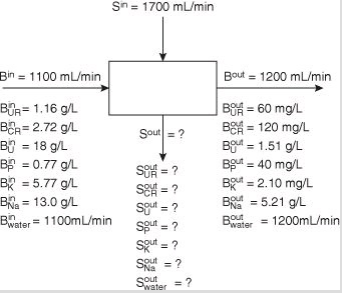 S^in = 1700 mL/min
B^in = 1100 mL/min
B^out = 1200 mL/min
B^in_UR = 1.16 g/L
B^out_UR = 60 mg/L
B^in_CR = 2.72 g/L
B^out_CR = 120 mg/L
B^in_U = 18 g/L
S^out = ?
B^out_U = 1.51 g/L
B^in_P = 0.77 g/L
B^out_P = 40 mg/L
B^in_K = 5.77 g/L
S^out_UR = ?
B^out_K = 2.10 mg/L
B^in_Na = 13.0 g/L
S^out_CR = ?
B^out_Na = 5.21 g/L
B^in_water = 1100mL/min
S^out_U = ?
B^out_water = 1200mL/min
S^out_P = ?
S^out_K = ?
S^out_Na = ?
S^out_water = ?